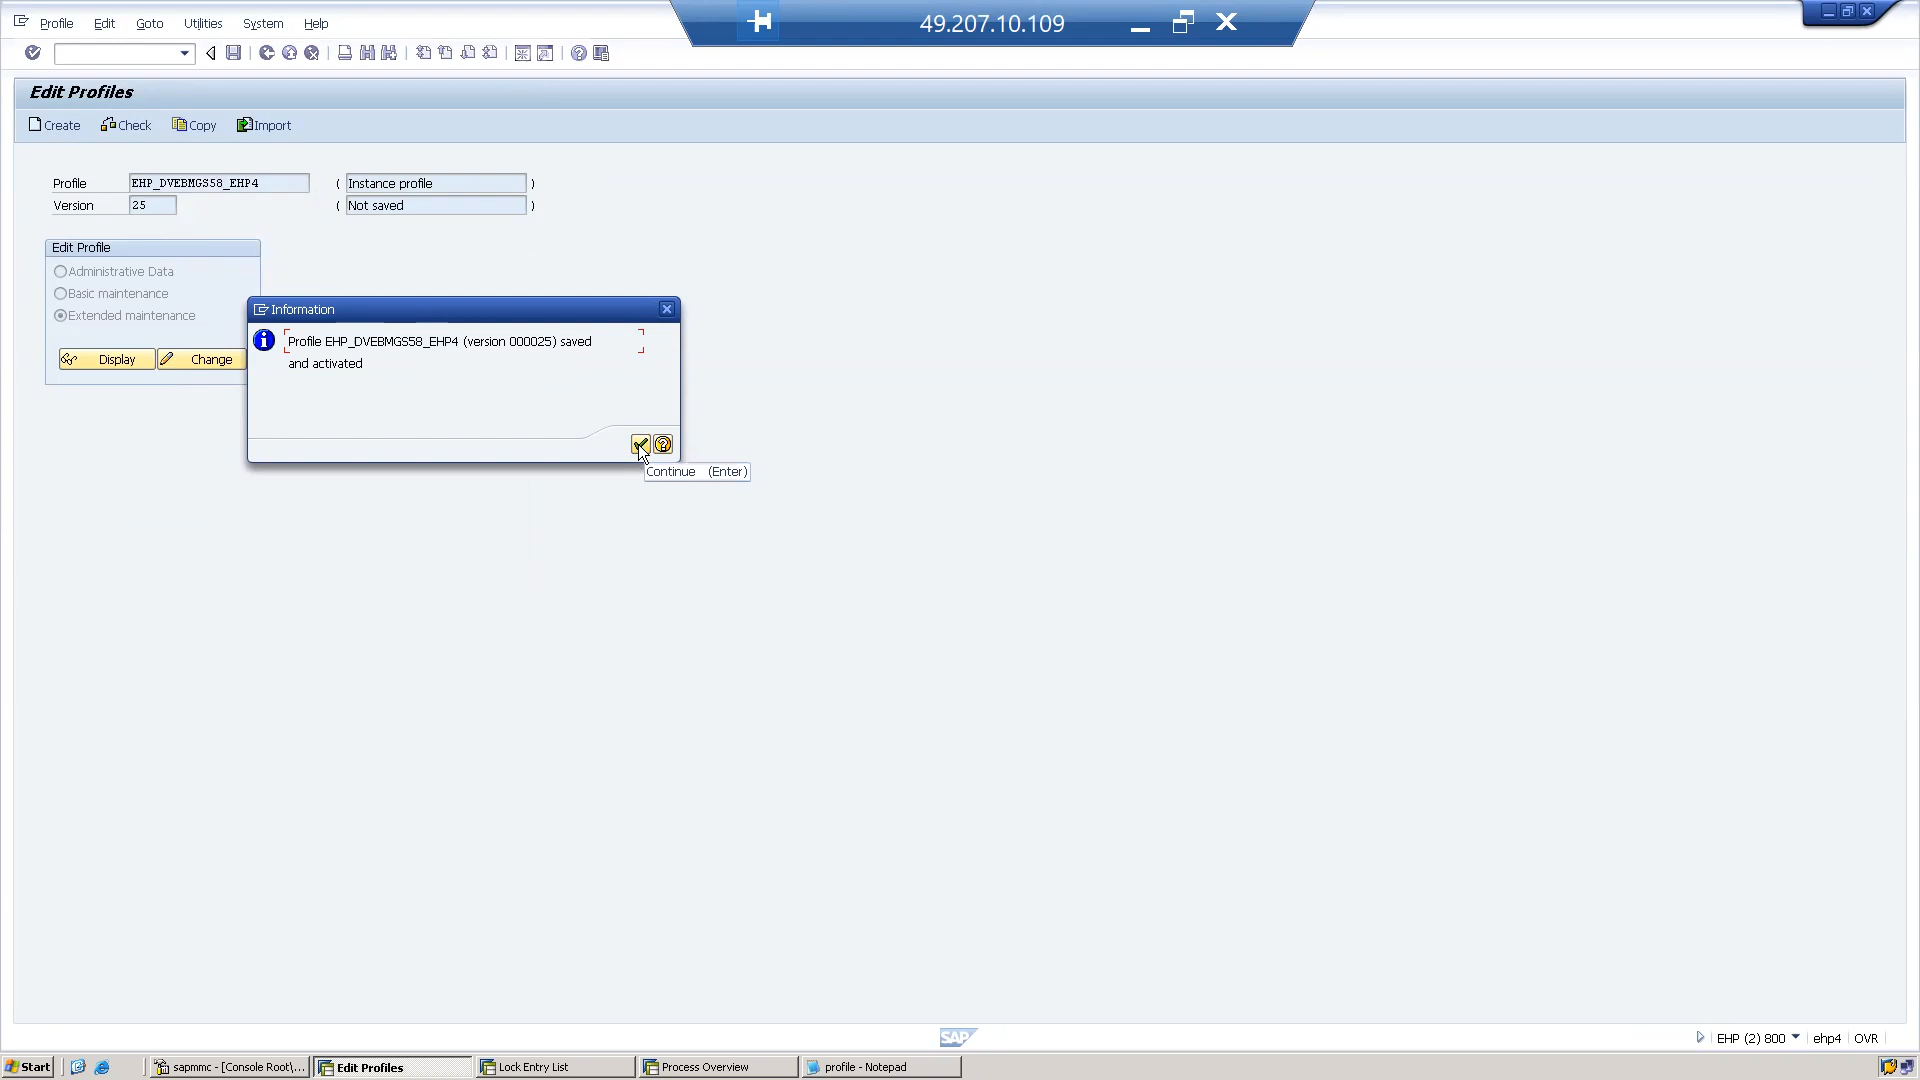 Profile Edit Goto Utilities System Help
49.207.10.109
Edit Profiles
Create Check Copy Import
Profile EHP_DVEBMGS58_EHP4 ( Instance profile )
Version 25 ( Not saved )
Edit Profile
Administrative Data
Basic maintenance
Extended maintenance
Display Change
Information
Profile EHP_DVEBMGS58_EHP4 (version 000025) saved
and activated
Continue (Enter)
SAP
EHP (2) 800 ehp4 OVR
Start sapmmc - [Console Root\... Edit Profiles Lock Entry List Process Overview profile - Notepad